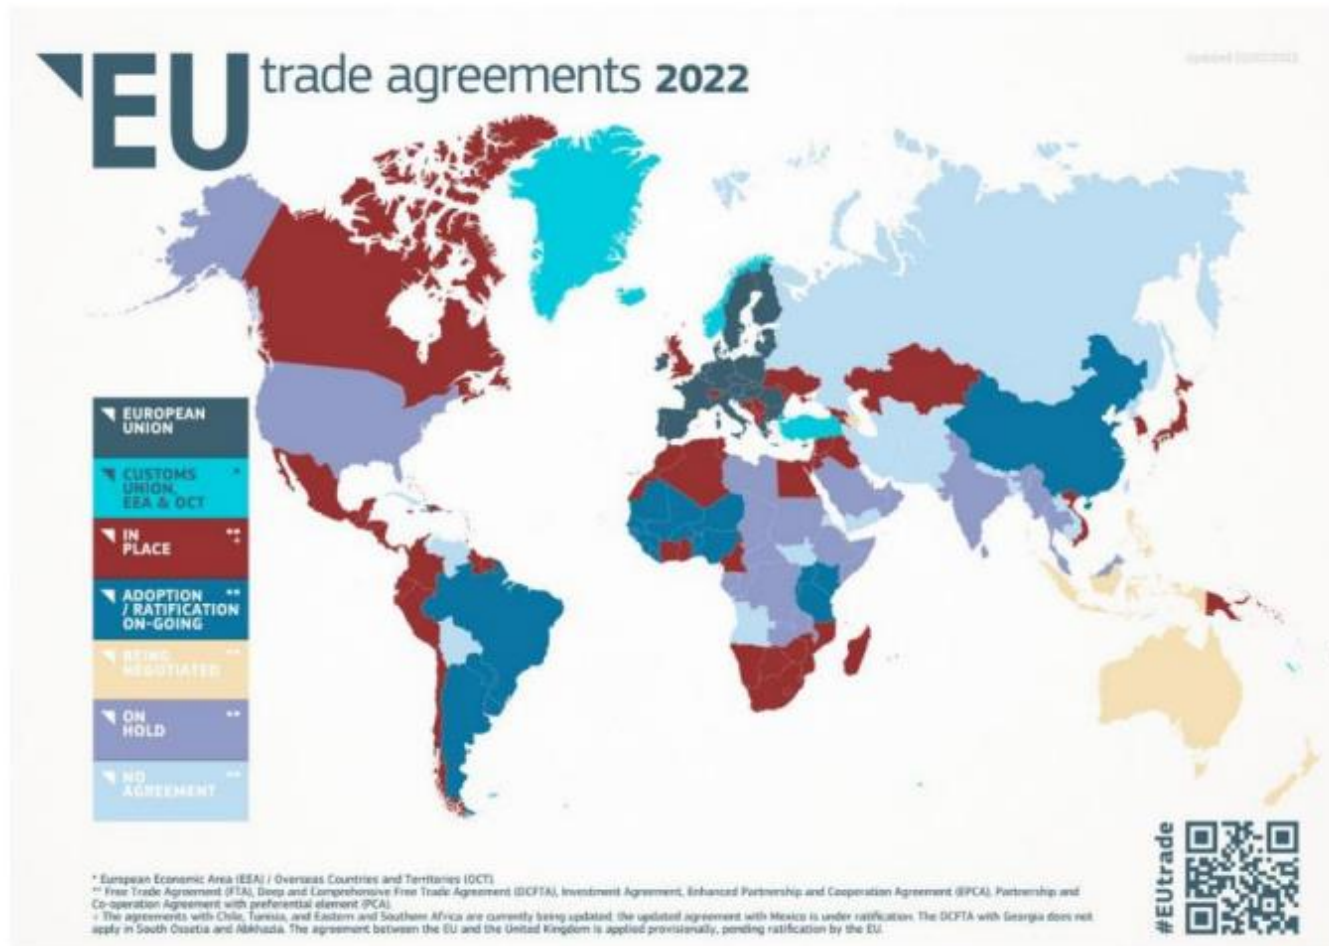 EU trade agreements 2022
EUROPEAN
UNION
CUSTOMS *
UNION,
EEA & OCT
IN **
PLACE +
ADOPTION **
/ RATIFICATION
ON-GOING
BEING **
NEGOTIATED
ON **
HOLD
NO **
AGREEMENT
#EUtrade
* European Economic Area (EEA) / Overseas Countries and Territories (OCT)
** Free Trade Agreement (FTA), Deep and Comprehensive Free Trade Agreement (DCFTA), Investment Agreement, Enhanced Partnership and Cooperation Agreement (EPCA), Partnership and
Co-operation Agreement with preferential element (PCA).
+ The agreements with Chile, Tunisia, and Eastern and Southern Africa are currently being updated; the updated agreement with Mexico is under ratification. The DCFTA with Georgia does not
apply in South Ossetia and Abkhazia. The agreement between the EU and the United Kingdom is applied provisionally, pending ratification by the EU.